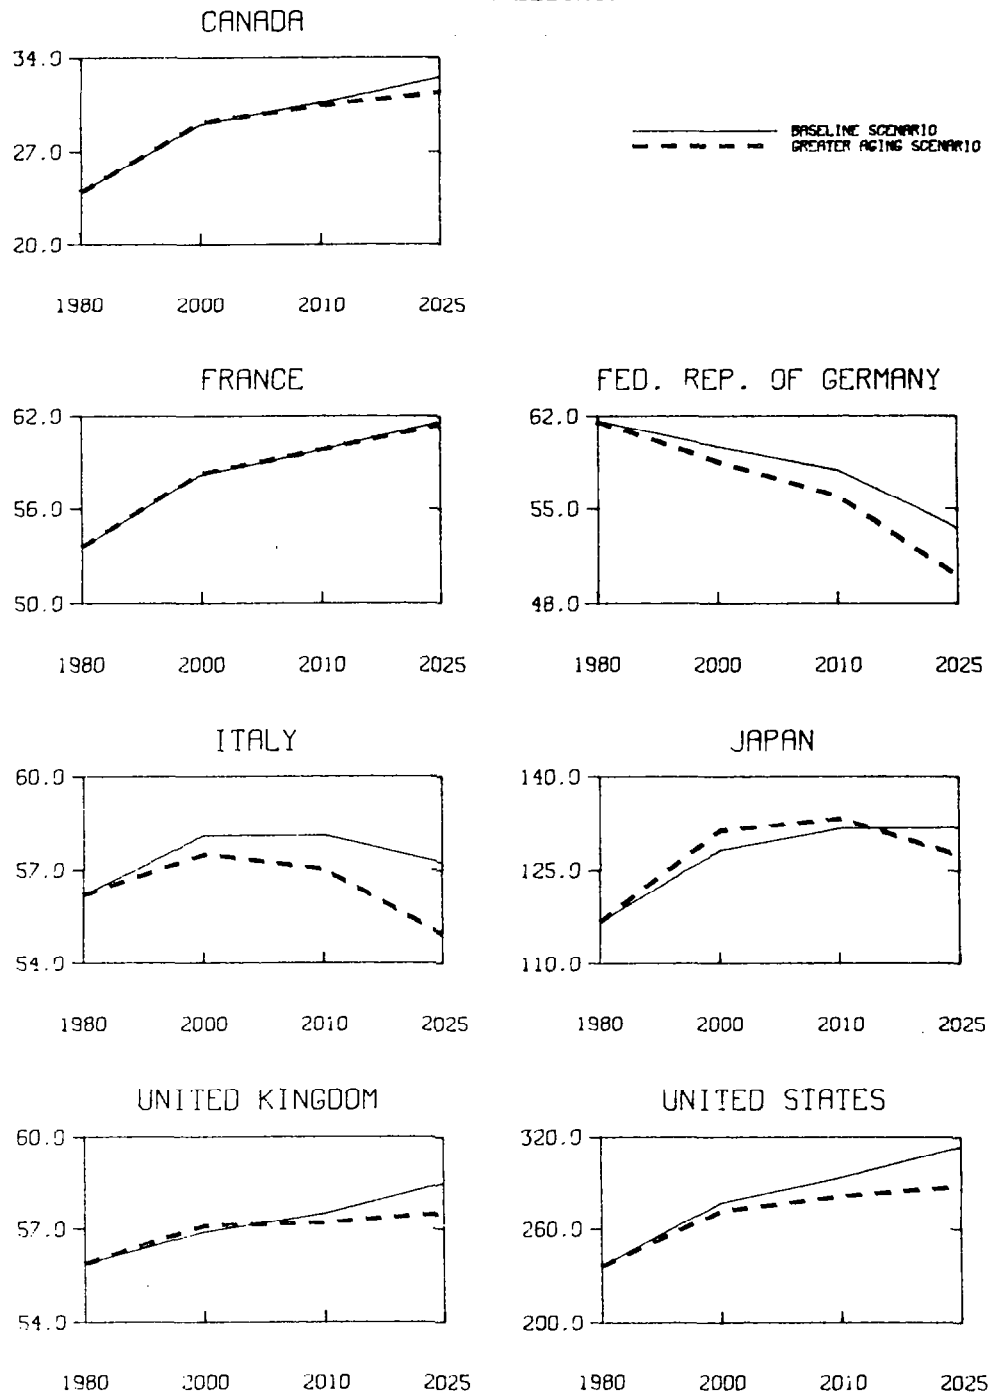 CANADA
34.0
27.0
20.0
1980 2000 2010 2025
BASELINE SCENARIO
GREATER AGING SCENARIO
FRANCE
62.0
56.0
50.0
1980 2000 2010 2025
FED. REP. OF GERMANY
62.0
55.0
48.0
1980 2000 2010 2025
ITALY
60.0
57.0
54.0
1980 2000 2010 2025
JAPAN
140.0
125.0
110.0
1980 2000 2010 2025
UNITED KINGDOM
60.0
57.0
54.0
1980 2000 2010 2025
UNITED STATES
320.0
260.0
200.0
1980 2000 2010 2025